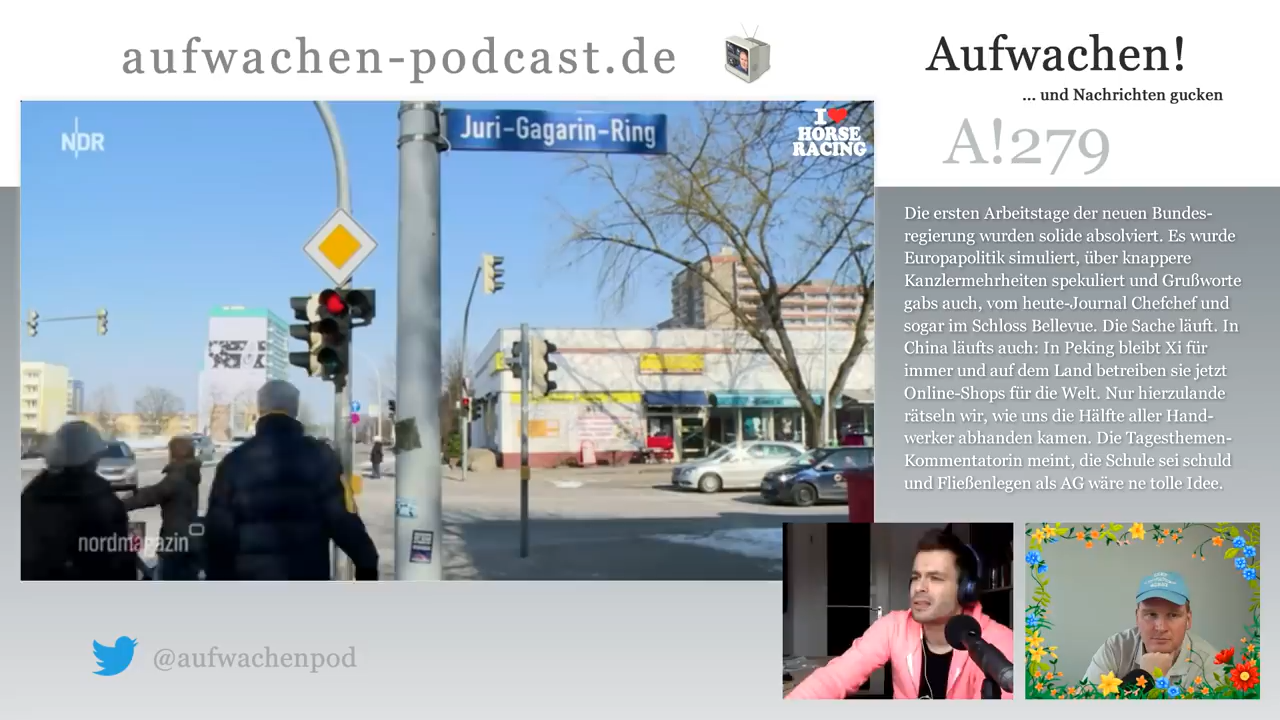 aufwachen-podcast.de
Aufwachen!
... und Nachrichten gucken
A!279
NDR
Juri-Gagarin-Ring
I
HORSE
RACING
Die ersten Arbeitstage der neuen Bundes-
regierung wurden solide absolviert. Es wurde
Europapolitik simuliert, über knappere
Kanzlermehrheiten spekuliert und Grußworte
gabs auch, vom heute-Journal Chefchef und
sogar im Schloss Bellevue. Die Sache läuft. In
China läufts auch: In Peking bleibt Xi für
immer und auf dem Land betreiben sie jetzt
Online-Shops für die Welt. Nur hierzulande
rätseln wir, wie uns die Hälfte aller Hand-
werker abhanden kamen. Die Tagesthemen-
Kommentatorin meint, die Schule sei schuld
und Fließenlegen als AG wäre ne tolle Idee.
nordmagazin
@aufwachenpod